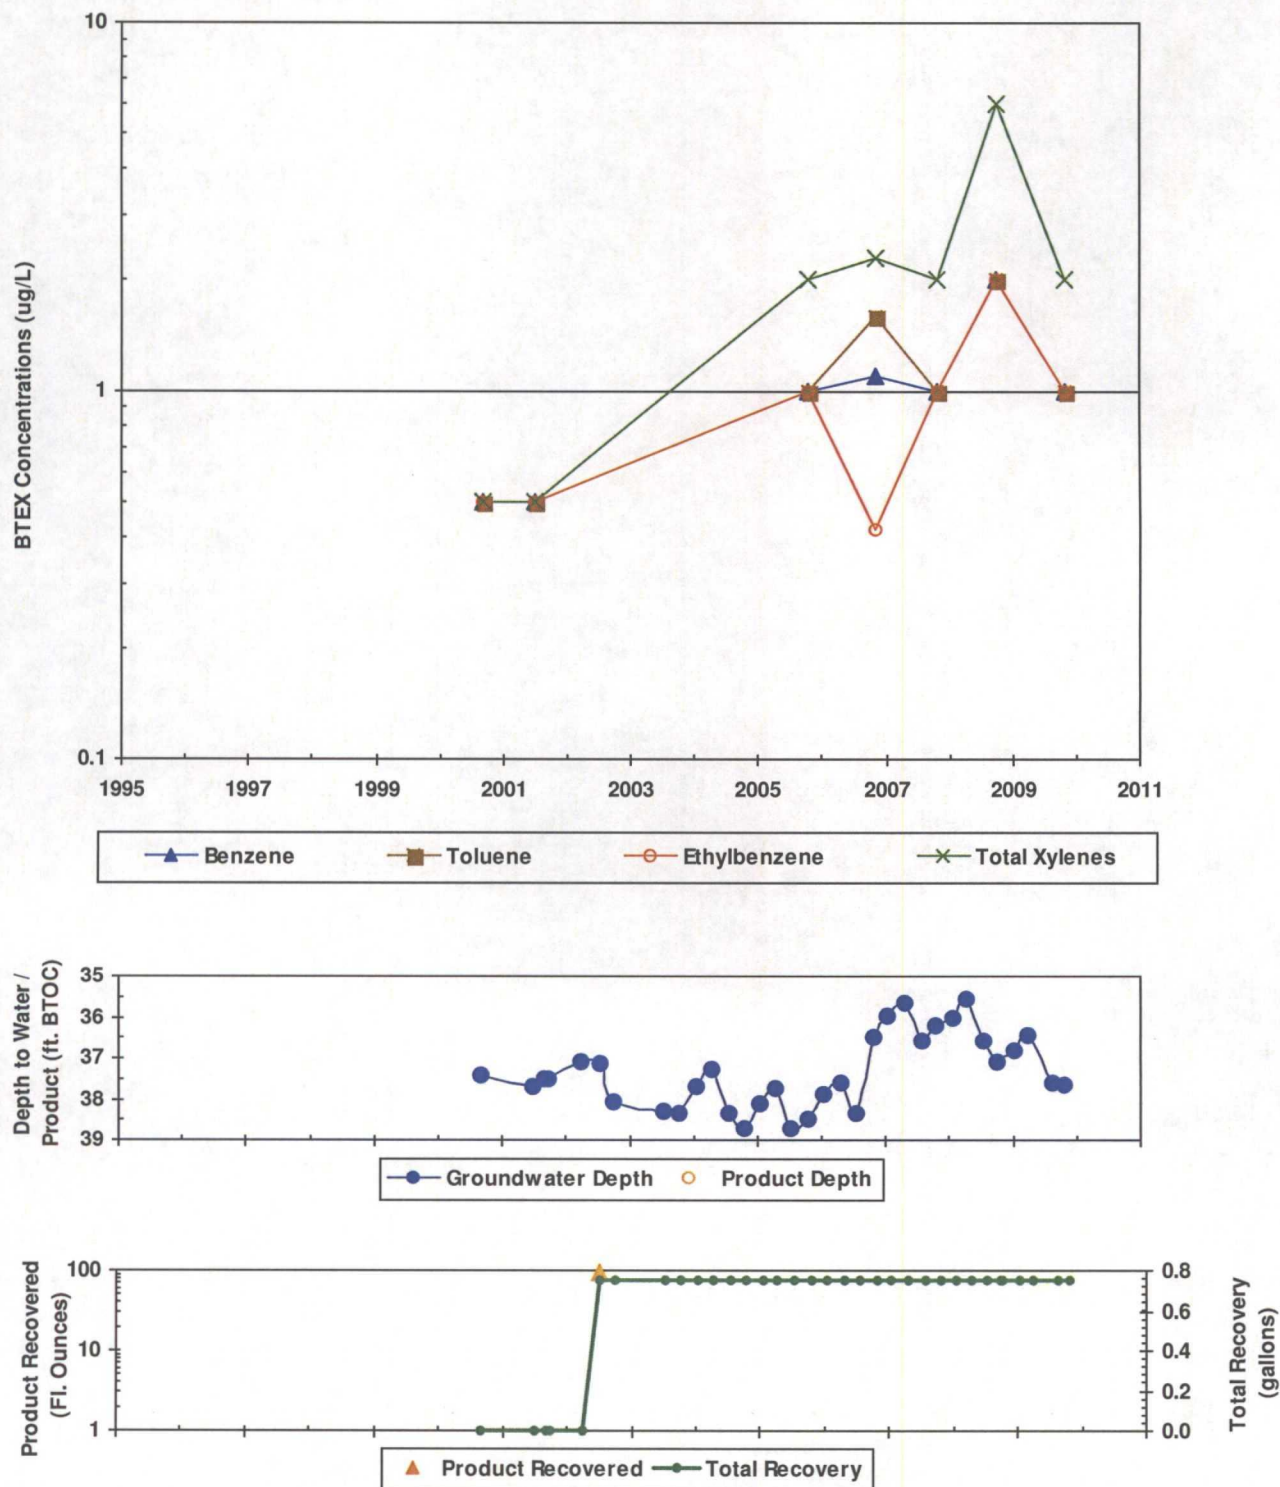 10
1
0.1
BTEX Concentrations (ug/L)
1995 1997 1999 2001 2003 2005 2007 2009 2011
Benzene Toluene Ethylbenzene Total Xylenes
Depth to Water /
Product (ft. BTOC)
35
36
37
38
39
Groundwater Depth Product Depth
Product Recovered
(Fl. Ounces)
100
10
1
0.8
0.6
0.4
0.2
0.0
Total Recovery
(gallons)
Product Recovered Total Recovery